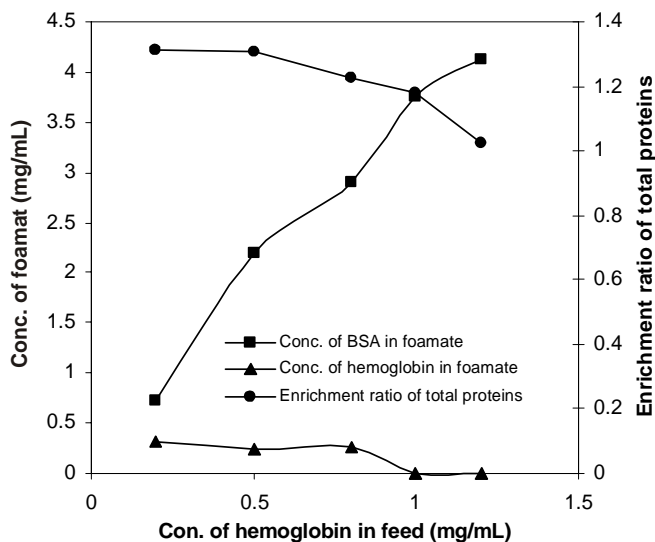 Conc. of foamat (mg/mL)
4.5
4
3.5
3
2.5
2
1.5
1
0.5
0
1.4
1.2
1
0.8
0.6
0.4
0.2
0
Enrichment ratio of total proteins
Conc. of BSA in foamate
Conc. of hemoglobin in foamate
Enrichment ratio of total proteins
0 0.5 1 1.5
Con. of hemoglobin in feed (mg/mL)